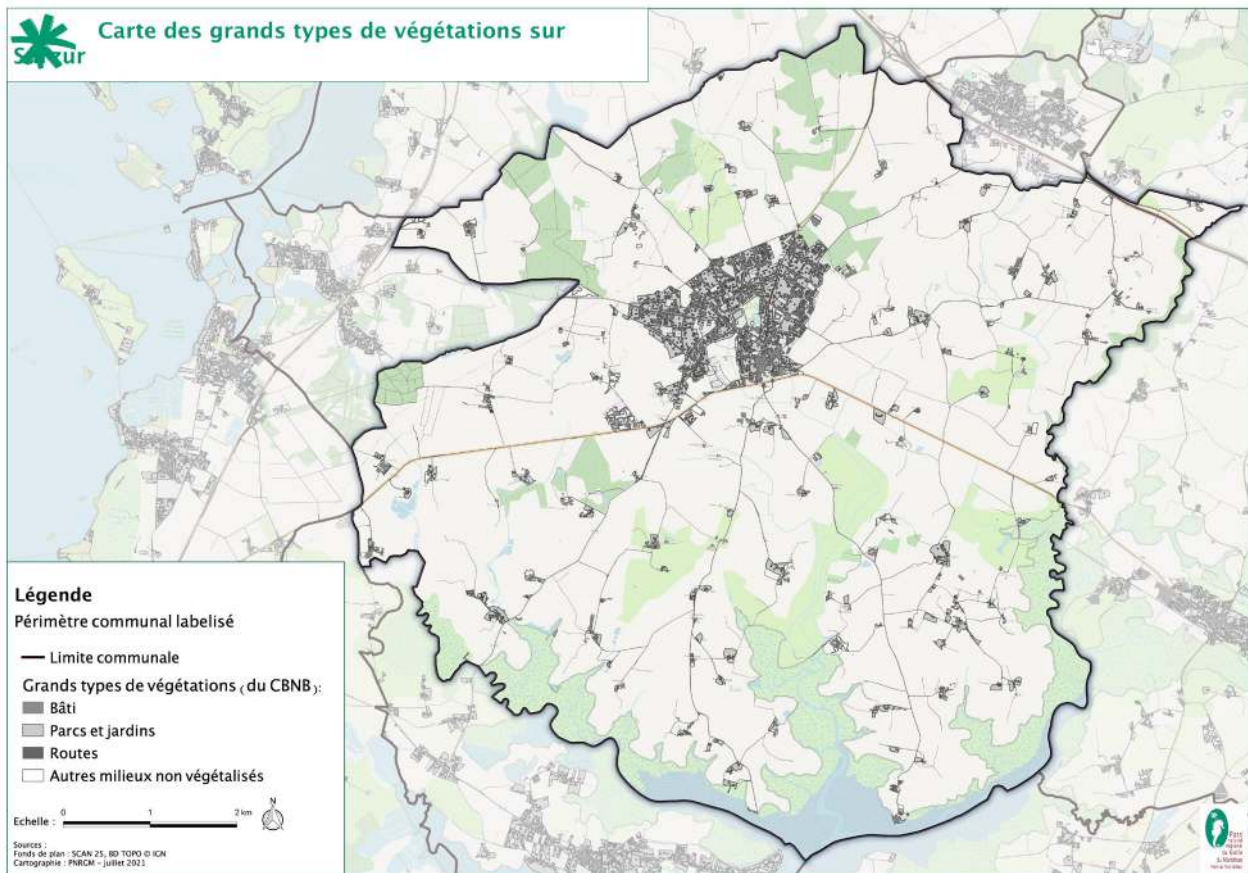 Carte des grands types de végétations sur
Sarzur
Légende
Périmètre communal labelisé
Limite communale
Grands types de végétations (du CBNB):
Bâti
Parcs et jardins
Routes
Autres milieux non végétalisés
0 1 2 km
N
Echelle :
Sources :
Fonds de plan : SCAN 25, BD TOPO © IGN
Cartographie : PNRGM - juillet 2021
Parc